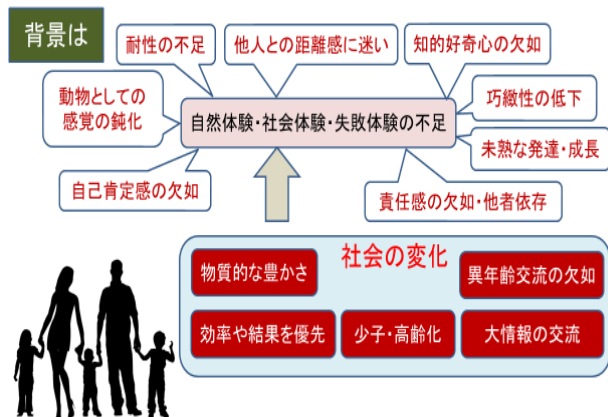 背景は
耐性の不足
他人との距離感に迷い
知的好奇心の欠如
動物としての
感覚の鈍化
自然体験・社会体験・失敗体験の不足
巧緻性の低下
未熟な発達・成長
自己肯定感の欠如
責任感の欠如・他者依存
社会の変化
物質的な豊かさ
異年齢交流の欠如
効率や結果を優先
少子・高齢化
大情報の交流